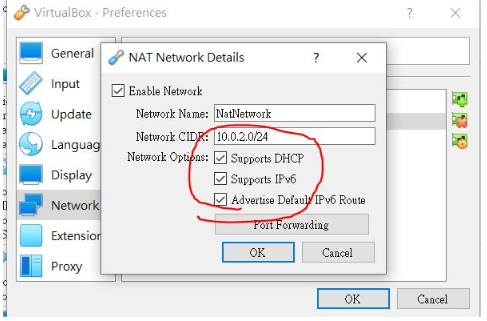 VirtualBox - Preferences
General
Input
Update
Languag
Display
Network
Extension
Proxy
NAT Network Details
Enable Network
Network Name: NatNetwork
Network CIDR: 10.0.2.0/24
Network Options: Supports DHCP
Supports IPv6
Advertise Default IPv6 Route
Port Forwarding
OK Cancel
OK Cancel